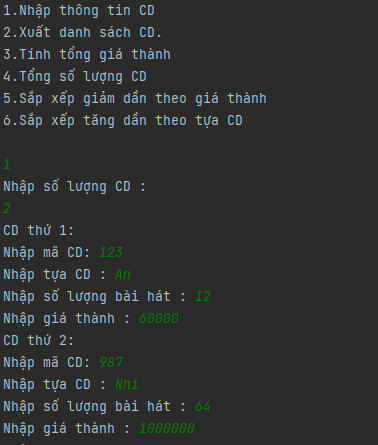 1.Nhập thông tin CD
2.Xuất danh sách CD.
3.Tính tổng giá thành
4.Tổng số lượng CD
5.Sắp xếp giảm dần theo giá thành
6.Sắp xếp tăng dần theo tựa CD
1
Nhập số lượng CD :
2
CD thứ 1:
Nhập mã CD: 123
Nhập tựa CD : An
Nhập số lượng bài hát : 12
Nhập giá thành : 60000
CD thứ 2:
Nhập mã CD: 987
Nhập tựa CD : Nhi
Nhập số lượng bài hát : 64
Nhập giá thành : 1000000